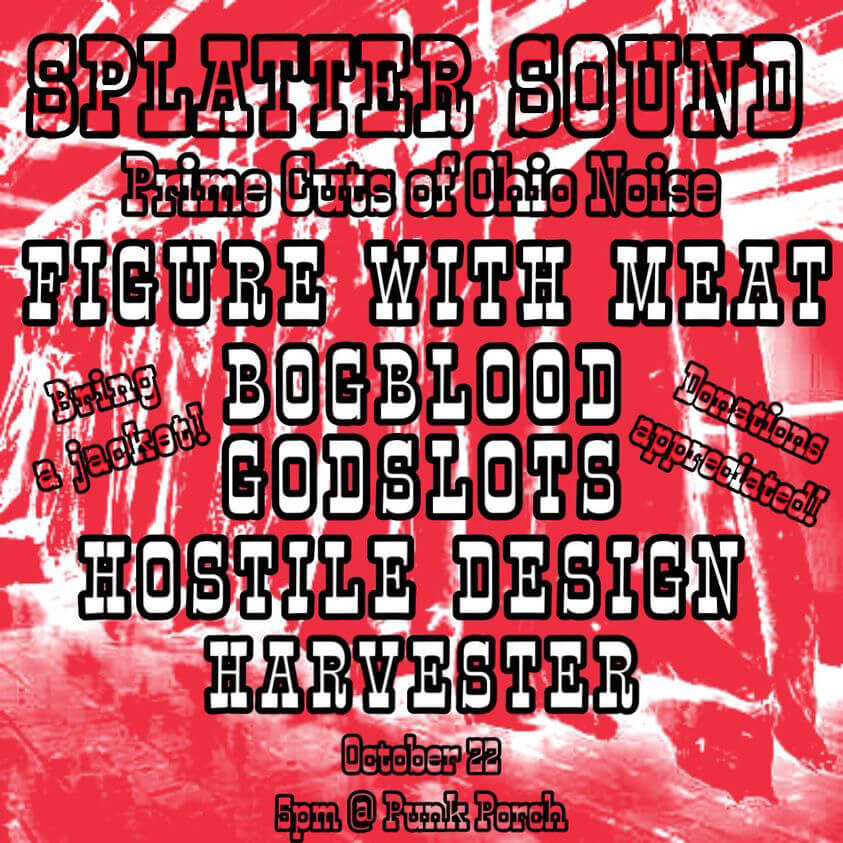 SPLATTER SOUND
Prime Cuts of Ohio Noise
FIGURE WITH MEAT
BOGBLOOD
GODSLOTS
HOSTILE DESIGN
HARVESTER
Bring
a jacket!
Donations
appreciated!
October 22
5pm @ Punk Porch